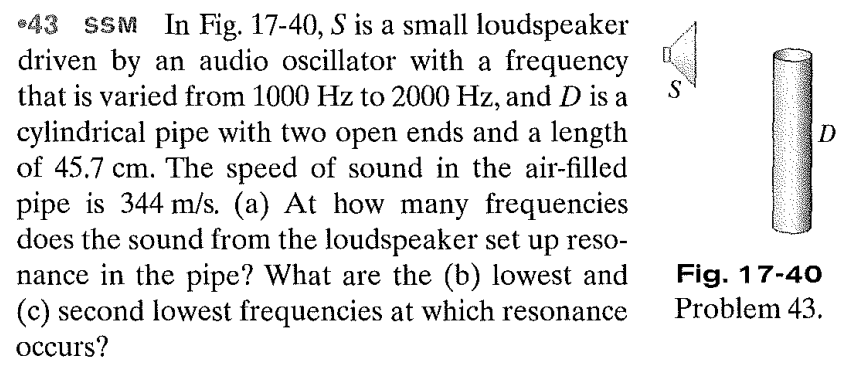 •43 SSM In Fig. 17-40, S is a small loudspeaker
driven by an audio oscillator with a frequency
that is varied from 1000 Hz to 2000 Hz, and D is a
cylindrical pipe with two open ends and a length
of 45.7 cm. The speed of sound in the air-filled
pipe is 344 m/s. (a) At how many frequencies
does the sound from the loudspeaker set up reso-
nance in the pipe? What are the (b) lowest and
(c) second lowest frequencies at which resonance
occurs?
S
D
Fig. 17-40
Problem 43.